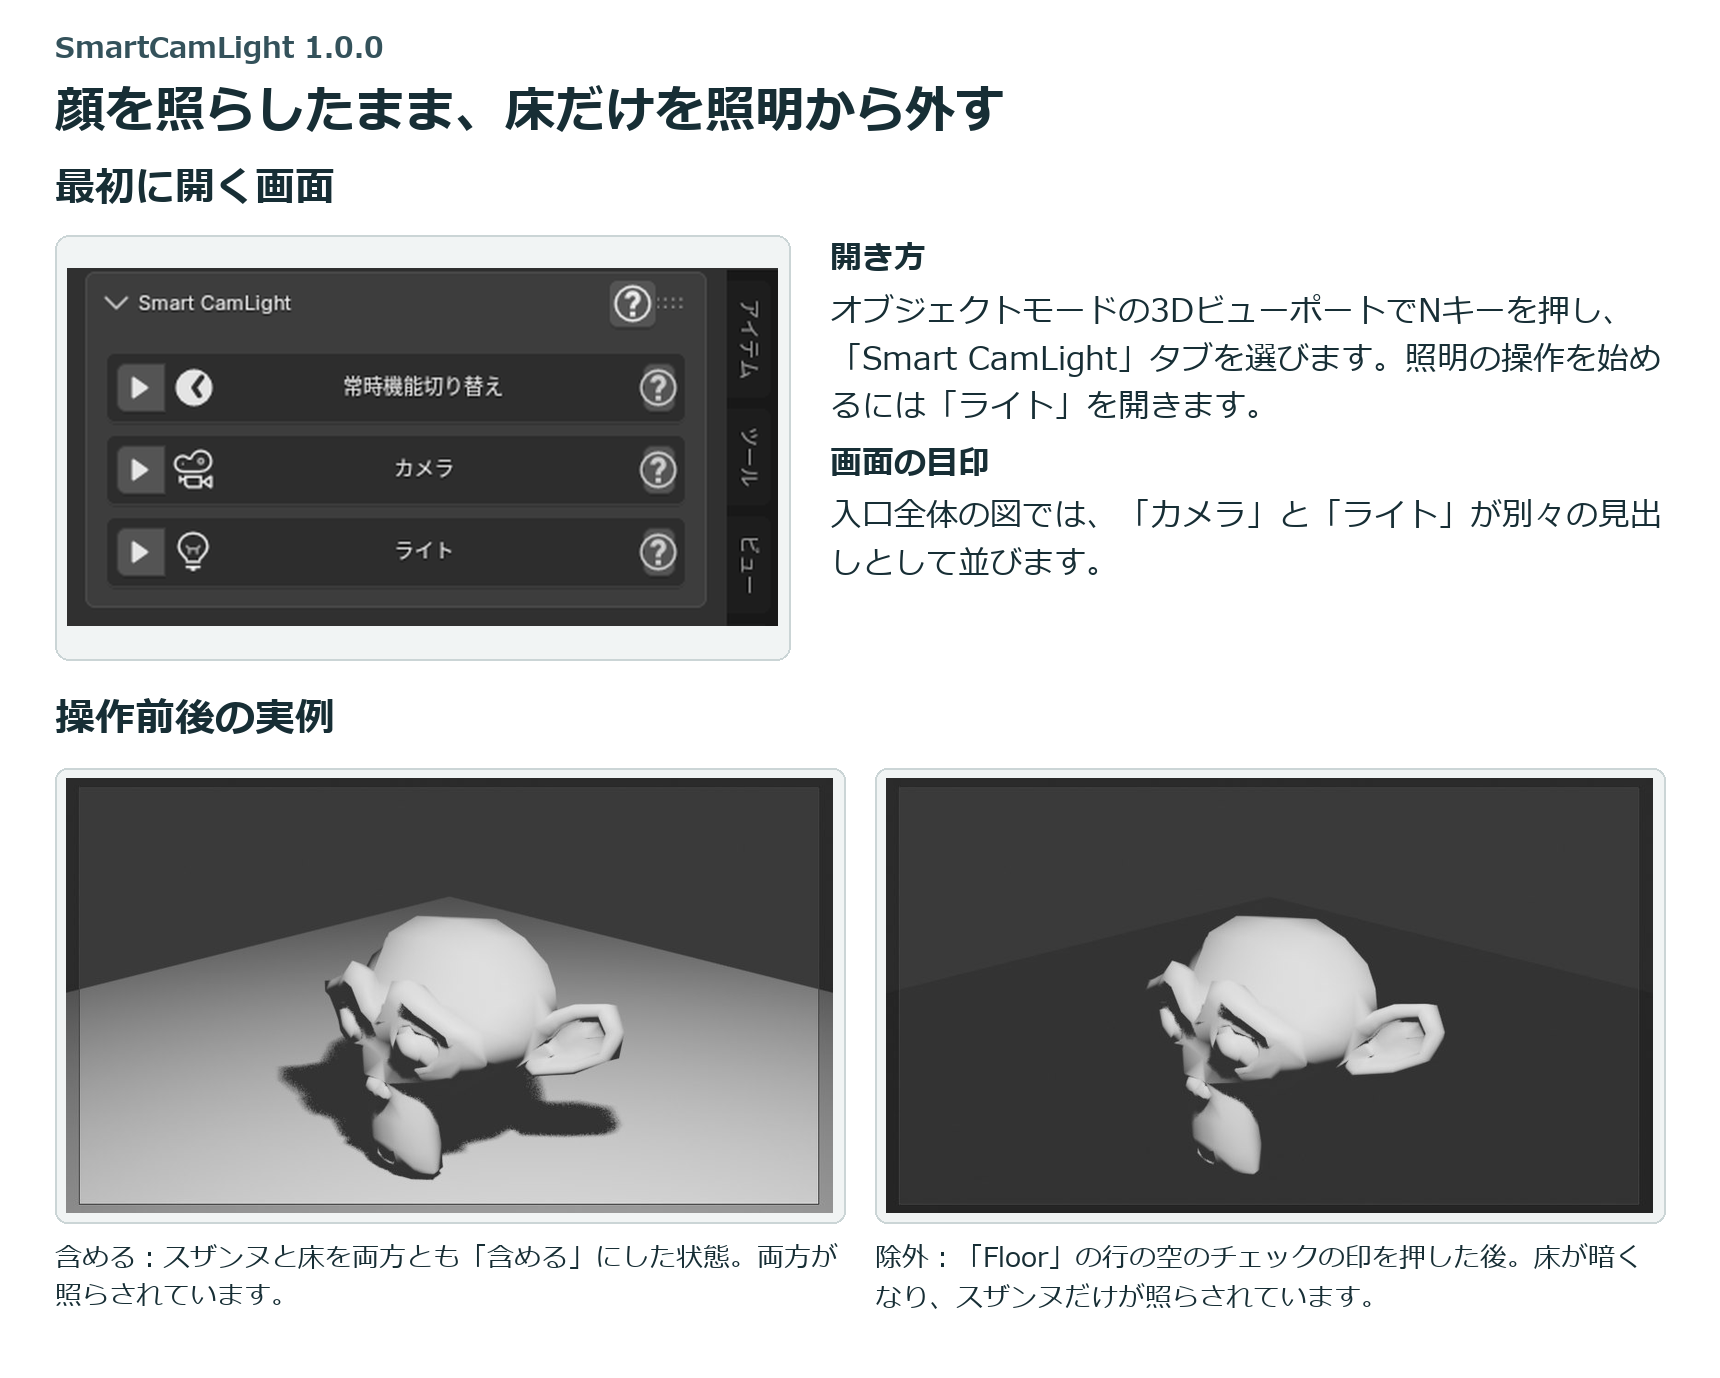 SmartCamLight 1.0.0
顔を照らしたまま、床だけを照明から外す
最初に開く画面
Smart CamLight
常時機能切り替え
カメラ
ライト
アイテム
ツール
ビュー
開き方
オブジェクトモードの3DビューポートでNキーを押し、
「Smart CamLight」タブを選びます。照明の操作を始め
るには「ライト」を開きます。
画面の目印
入口全体の図では、「カメラ」と「ライト」が別々の見出
しとして並びます。
操作前後の実例
含める：スザンヌと床を両方とも「含める」にした状態。両方が
照らされています。
除外：「Floor」の行の空のチェックの印を押した後。床が暗く
なり、スザンヌだけが照らされています。